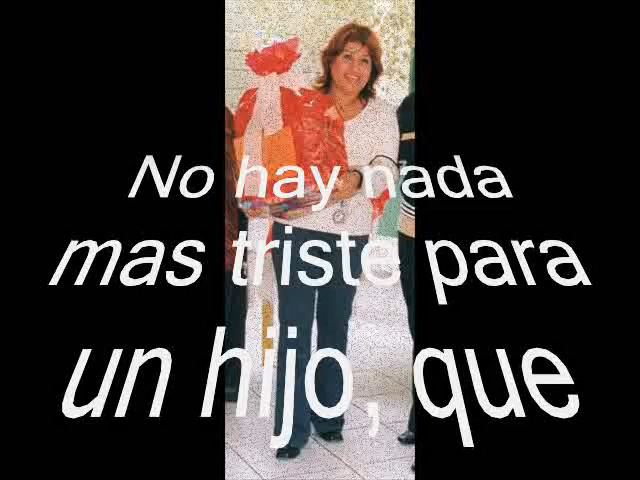 No hay nada
mas triste para
un hijo, que